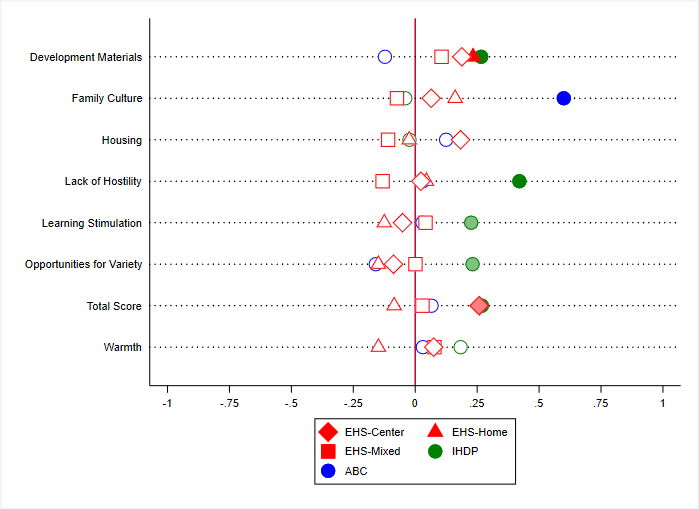 Development Materials
Family Culture
Housing
Lack of Hostility
Learning Stimulation
Opportunities for Variety
Total Score
Warmth
-1 -.75 -.5 -.25 0 .25 .5 .75 1
EHS-Center EHS-Home
EHS-Mixed IHDP
ABC